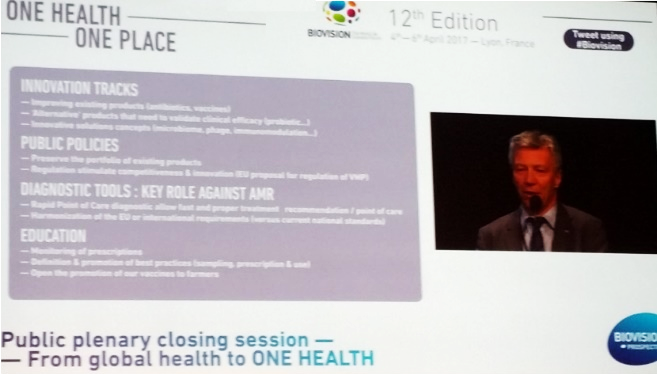 ONE HEALTH —
— ONE PLACE
BIOVISION
12th Edition
4th — 6th April 2017 — Lyon, France
Tweet using
#Biovision
INNOVATION TRACKS
— Improving existing products (antibiotics, vaccines)
— 'Alternative' products that need to validate clinical efficacy (probiotic...)
— Innovative solutions concepts (microbiome, phage, immunomodulation...)
PUBLIC POLICIES
— Preserve the portfolio of existing products
— Regulation stimulate competitiveness & innovation (EU proposal for regulation of VMP)
DIAGNOSTIC TOOLS : KEY ROLE AGAINST AMR
— Rapid Point of Care diagnostic allow fast and proper treatment recommendation / point of care
— Harmonization of the EU or international requirements (versus current national standards)
EDUCATION
— Monitoring of prescriptions
— Definition & promotion of best practices (sampling, prescription & use)
— Open the promotion of our vaccines to farmers
Public plenary closing session —
— From global health to ONE HEALTH